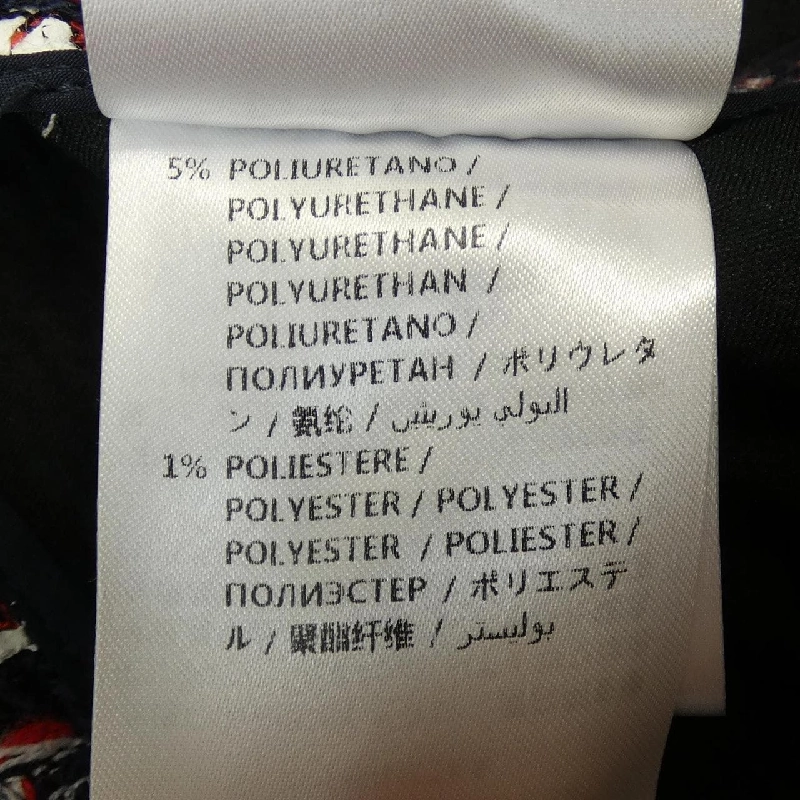 5% POLIURETANO /
POLYURETHANE /
POLYURETHANE /
POLYURETHAN /
POLIURETANO /
ПОЛИУРЕТАН / ポリウレタ
ン / 氨纶 / البولي يوريثين
1% POLIESTERE /
POLYESTER / POLYESTER /
POLYESTER / POLIESTER /
ПОЛИЭСТЕР / ポリエステ
ル / 聚酯纤维 / بوليستر